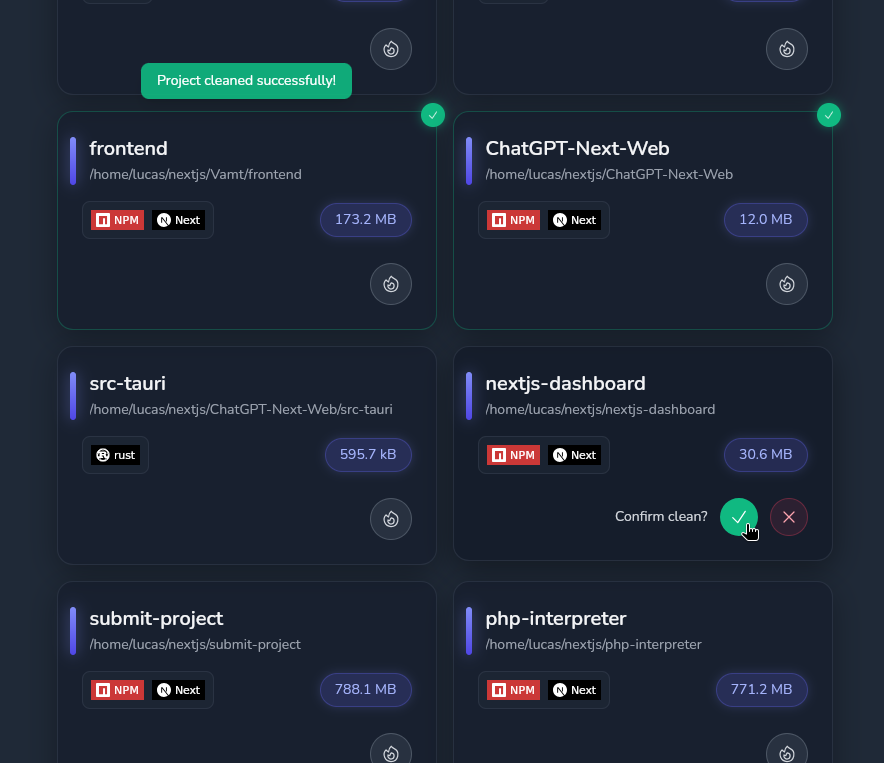 Project cleaned successfully!
frontend
/home/lucas/nextjs/Vamt/frontend
NPM Next 173.2 MB
ChatGPT-Next-Web
/home/lucas/nextjs/ChatGPT-Next-Web
NPM Next 12.0 MB
src-tauri
/home/lucas/nextjs/ChatGPT-Next-Web/src-tauri
rust 595.7 kB
nextjs-dashboard
/home/lucas/nextjs/nextjs-dashboard
NPM Next 30.6 MB
Confirm clean?
submit-project
/home/lucas/nextjs/submit-project
NPM Next 788.1 MB
php-interpreter
/home/lucas/nextjs/php-interpreter
NPM Next 771.2 MB